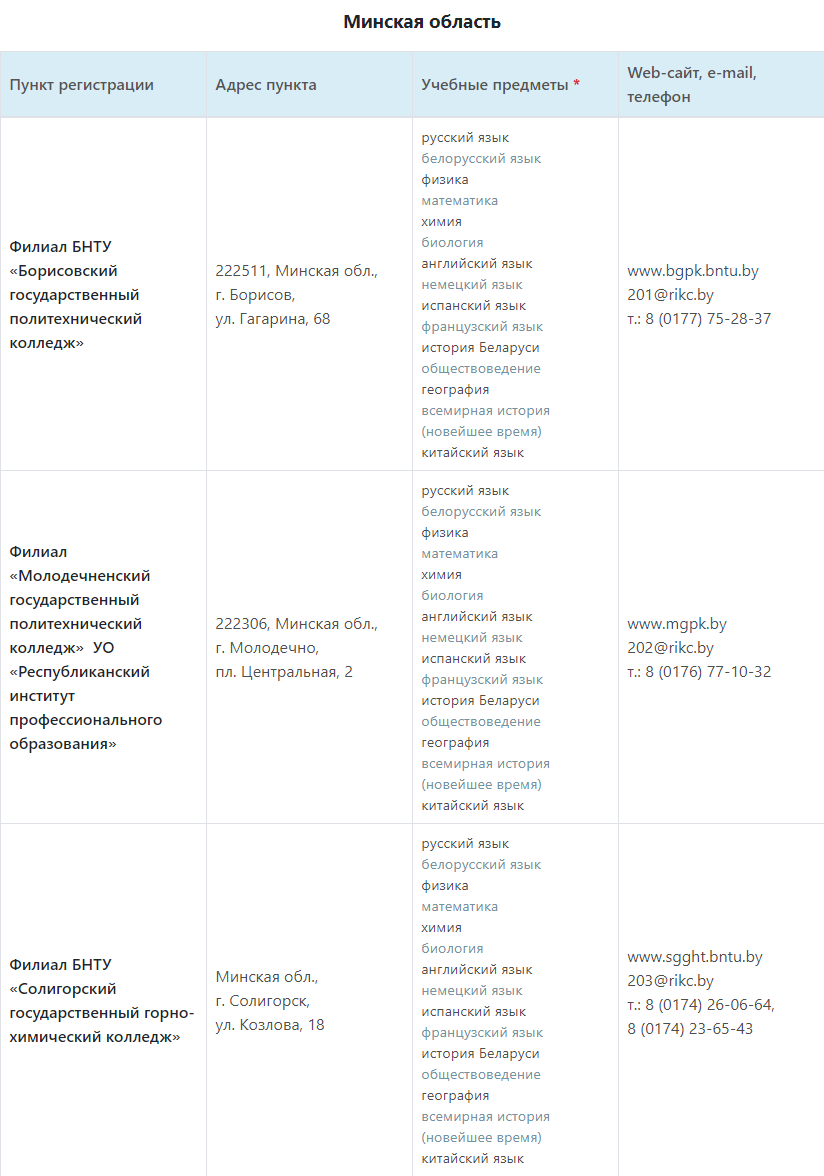 Минская область
Пункт регистрации
Адрес пункта
Учебные предметы *
Web-сайт, e-mail,
телефон
Филиал БНТУ
«Борисовский
государственный
политехнический
колледж»
222511, Минская обл.,
г. Борисов,
ул. Гагарина, 68
русский язык
белорусский язык
физика
математика
химия
биология
английский язык
немецкий язык
испанский язык
французский язык
история Беларуси
обществоведение
география
всемирная история
(новейшее время)
китайский язык
www.bgpk.bntu.by
201@rikc.by
т.: 8 (0177) 75-28-37
Филиал
«Молодечненский
государственный
политехнический
колледж»  УО
«Республиканский
институт
профессионального
образования»
222306, Минская обл.,
г. Молодечно,
пл. Центральная, 2
русский язык
белорусский язык
физика
математика
химия
биология
английский язык
немецкий язык
испанский язык
французский язык
история Беларуси
обществоведение
география
всемирная история
(новейшее время)
китайский язык
www.mgpk.by
202@rikc.by
т.: 8 (0176) 77-10-32
Филиал БНТУ
«Солигорский
государственный горно-
химический колледж»
Минская обл.,
г. Солигорск,
ул. Козлова, 18
русский язык
белорусский язык
физика
математика
химия
биология
английский язык
немецкий язык
испанский язык
французский язык
история Беларуси
обществоведение
география
всемирная история
(новейшее время)
китайский язык
www.sgght.bntu.by
203@rikc.by
т.: 8 (0174) 26-06-64,
8 (0174) 23-65-43